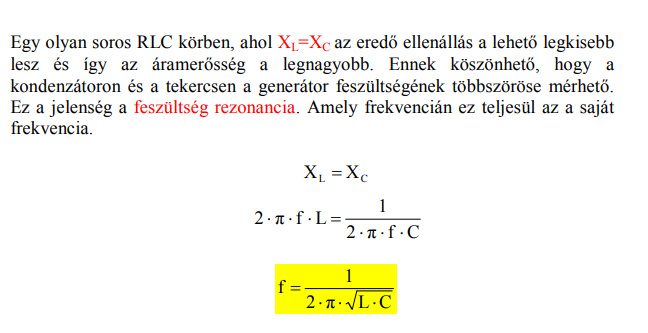 Egy olyan soros RLC körben, ahol X_L=X_C az eredő ellenállás a lehető legkisebb
lesz és így az áramerősség a legnagyobb. Ennek köszönhető, hogy a
kondenzátoron és a tekercsen a generátor feszültségének többszöröse mérhető.
Ez a jelenség a feszültség rezonancia. Amely frekvencián ez teljesül az a saját
frekvencia.
X_L = X_C
2 · π · f · L = 1 / (2 · π · f · C)
f = 1 / (2 · π · √(L · C))